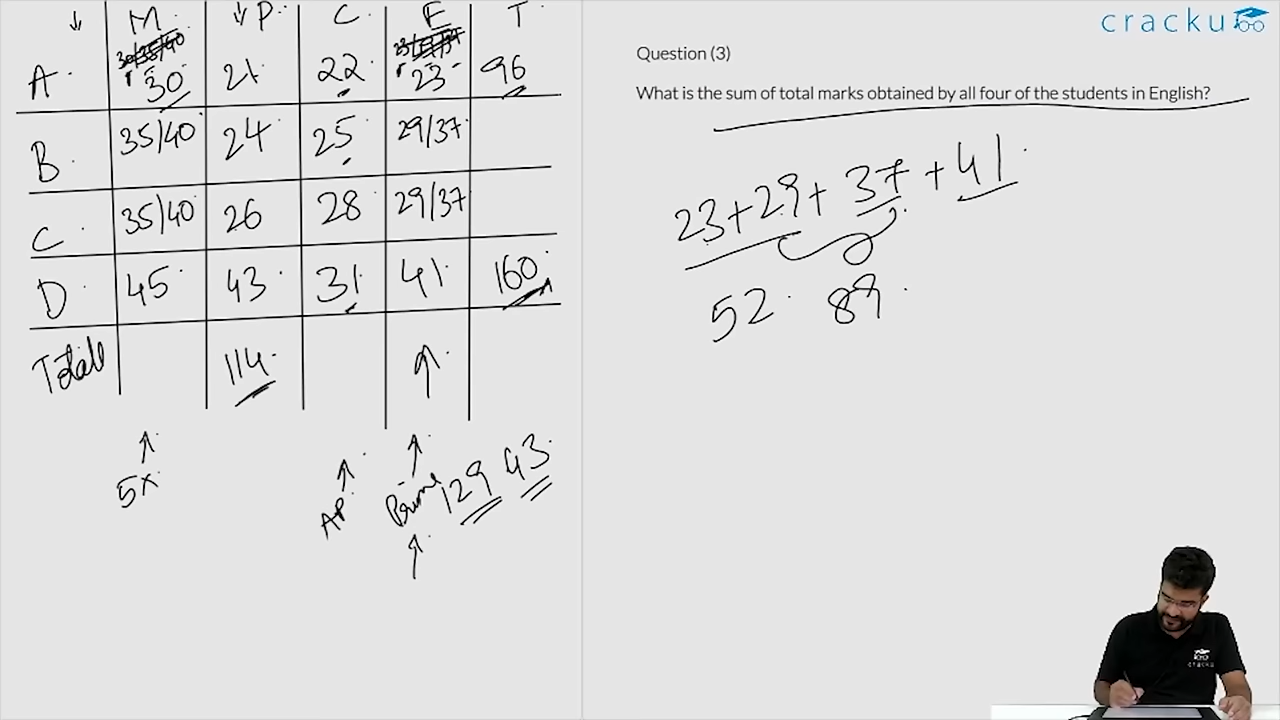 cracku
↓ M. ↓ P. C. E T
A. 30 21 22 23 96
B. 35/40 24 25 29/37
C. 35/40 26 28 29/37
D. 45 43 31 41 160
Total 114
5x
AP.
Prime 129 43
Question (3)
What is the sum of total marks obtained by all four of the students in English?
23+29+37+41
52 89
cracku